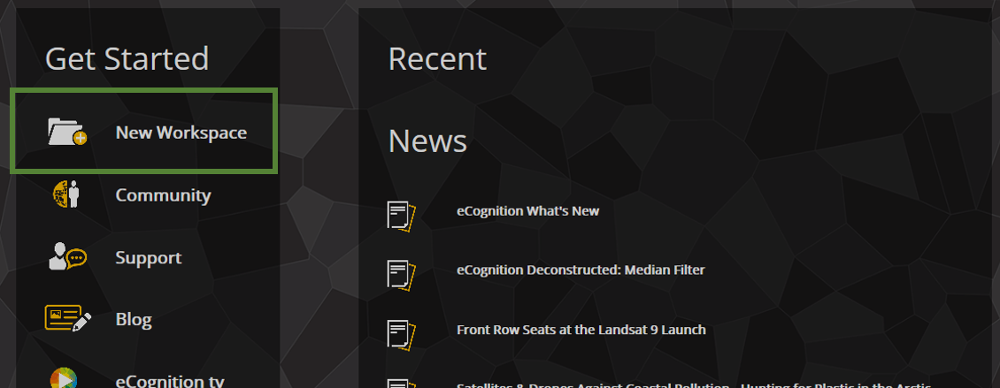 Get Started
New Workspace
Community
Support
Blog
eCognition tv
Recent
News
eCognition What's New
eCognition Deconstructed: Median Filter
Front Row Seats at the Landsat 9 Launch
Satellites & Drones Against Coastal Pollution - Hunting for Plastic in the Arctic